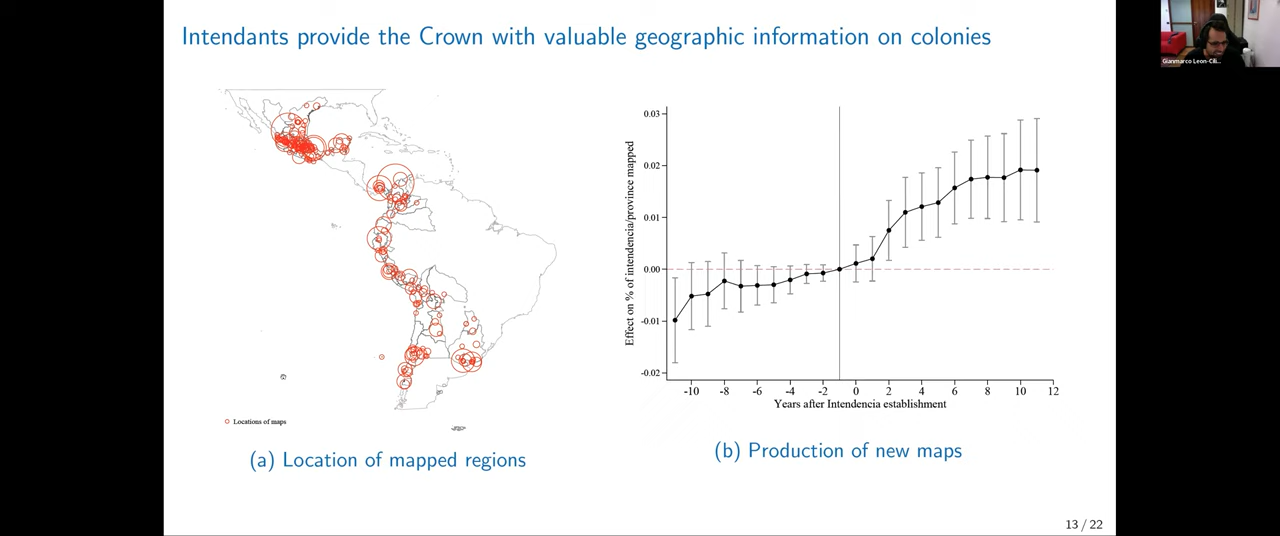 Intendants provide the Crown with valuable geographic information on colonies
Gianmarco Leon-Cili...
Locations of maps
(a) Location of mapped regions
Effect on % of intendencia/province mapped
0.03
0.02
0.01
0.00
-0.01
-0.02
-10 -8 -6 -4 -2 0 2 4 6 8 10 12
Years after Intendencia establishment
(b) Production of new maps
13 / 22